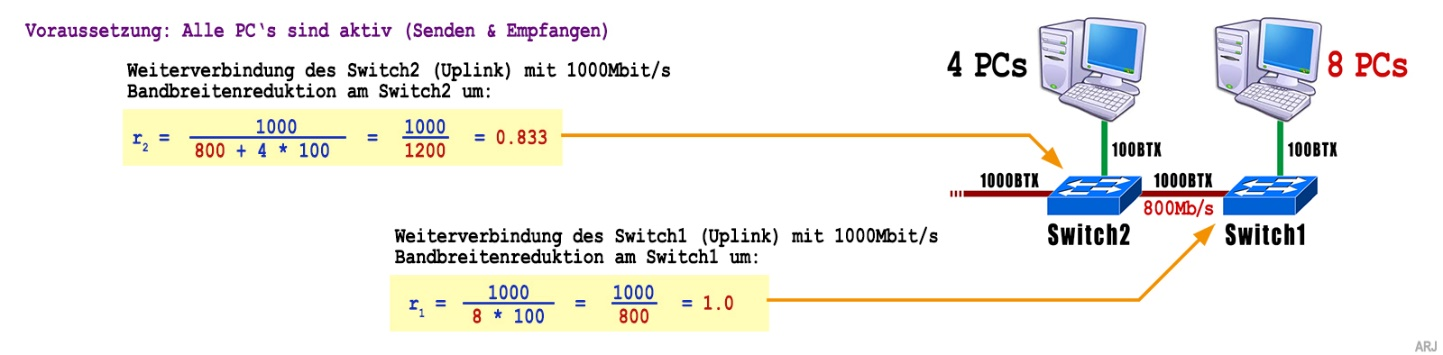 Voraussetzung: Alle PC‛s sind aktiv (Senden & Empfangen)
Weiterverbindung des Switch2 (Uplink) mit 1000Mbit/s
Bandbreitenreduktion am Switch2 um:
r₂ = 1000 / 800 + 4 * 100 = 1000 / 1200 = 0.833
4 PCs
8 PCs
100BTX
100BTX
1000BTX
1000BTX
800Mb/s
Switch2
Switch1
Weiterverbindung des Switch1 (Uplink) mit 1000Mbit/s
Bandbreitenreduktion am Switch1 um:
r₁ = 1000 / 8 * 100 = 1000 / 800 = 1.0
ARJ